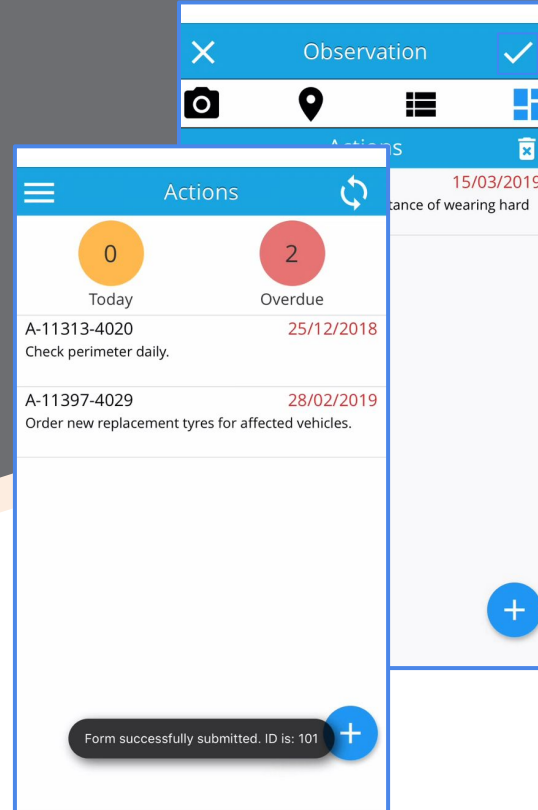 Observation
15/03/2019
tance of wearing hard
Actions
0
2
Today
Overdue
A-11313-4020
25/12/2018
Check perimeter daily.
A-11397-4029
28/02/2019
Order new replacement tyres for affected vehicles.
Form successfully submitted. ID is: 101